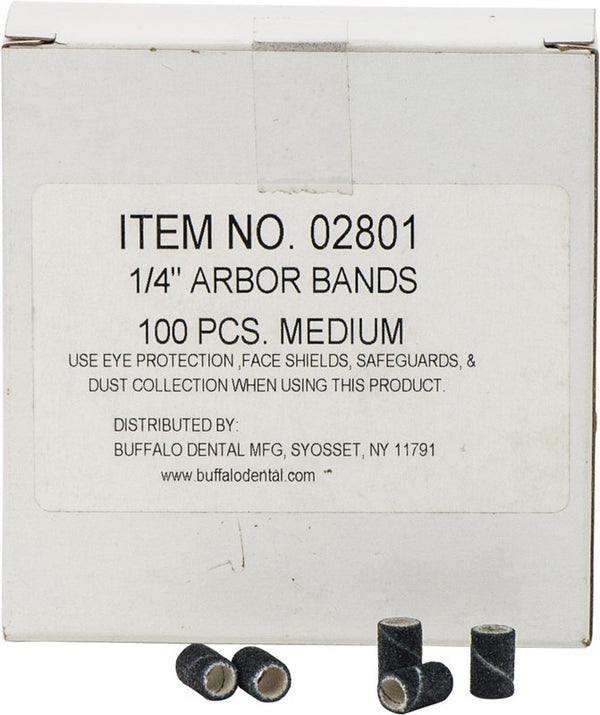 ITEM NO. 02801
1/4" ARBOR BANDS
100 PCS. MEDIUM
USE EYE PROTECTION ,FACE SHIELDS, SAFEGUARDS, &
DUST COLLECTION WHEN USING THIS PRODUCT.
DISTRIBUTED BY:
BUFFALO DENTAL MFG, SYOSSET, NY 11791
www.buffalodental.com